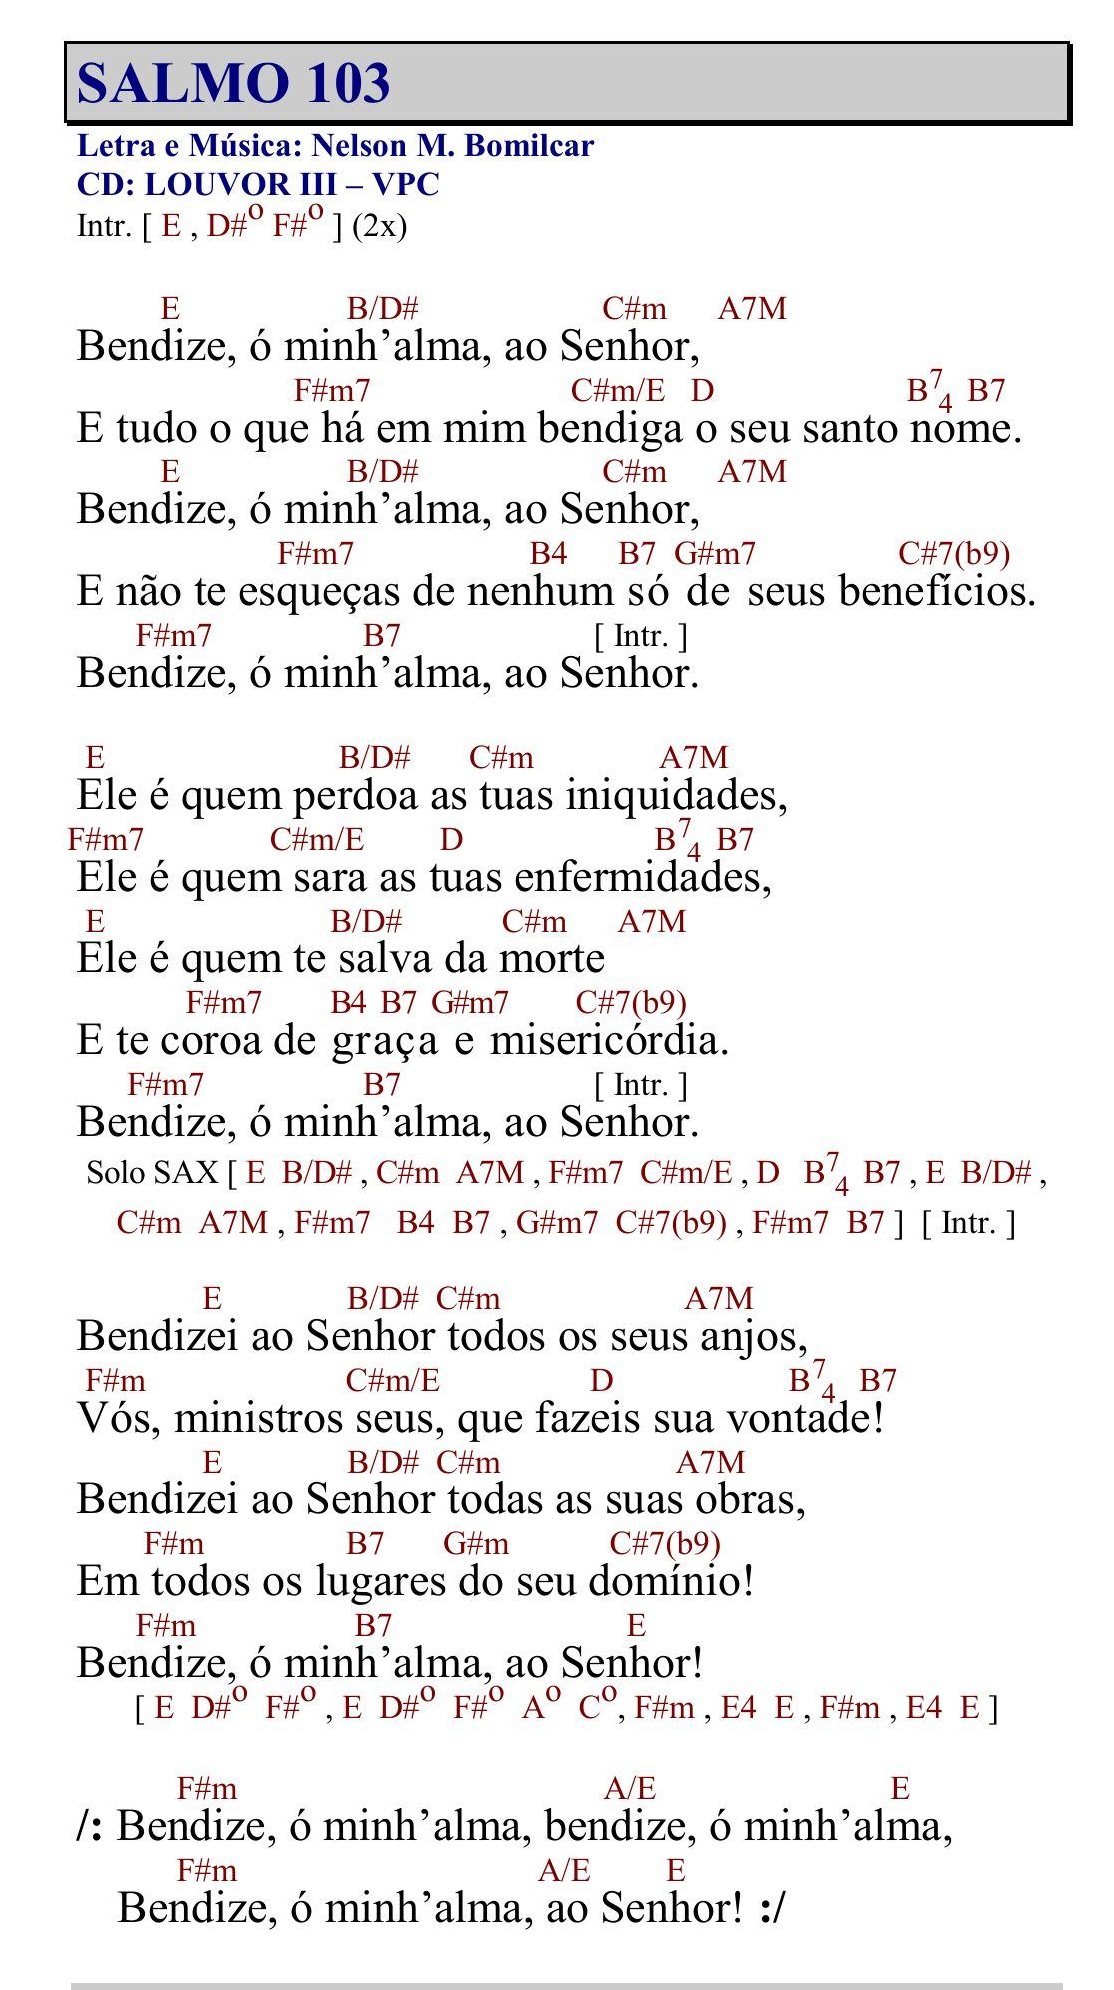 SALMO 103
Letra e Música: Nelson M. Bomilcar
CD: LOUVOR III – VPC
Intr. [ E , D#º F#º ] (2x)
E B/D# C#m A7M
Bendize, ó minh’alma, ao Senhor,
F#m7 C#m/E D B⁷₄ B7
E tudo o que há em mim bendiga o seu santo nome.
E B/D# C#m A7M
Bendize, ó minh’alma, ao Senhor,
F#m7 B4 B7 G#m7 C#7(b9)
E não te esqueças de nenhum só de seus benefícios.
F#m7 B7 [ Intr. ]
Bendize, ó minh’alma, ao Senhor.
E B/D# C#m A7M
Ele é quem perdoa as tuas iniquidades,
F#m7 C#m/E D B⁷₄ B7
Ele é quem sara as tuas enfermidades,
E B/D# C#m A7M
Ele é quem te salva da morte
F#m7 B4 B7 G#m7 C#7(b9)
E te coroa de graça e misericórdia.
F#m7 B7 [ Intr. ]
Bendize, ó minh’alma, ao Senhor.
Solo SAX [ E B/D# , C#m A7M , F#m7 C#m/E , D B⁷₄ B7 , E B/D# ,
C#m A7M , F#m7 B4 B7 , G#m7 C#7(b9) , F#m7 B7 ] [ Intr. ]
E B/D# C#m A7M
Bendizei ao Senhor todos os seus anjos,
F#m C#m/E D B⁷₄ B7
Vós, ministros seus, que fazeis sua vontade!
E B/D# C#m A7M
Bendizei ao Senhor todas as suas obras,
F#m B7 G#m C#7(b9)
Em todos os lugares do seu domínio!
F#m B7 E
Bendize, ó minh’alma, ao Senhor!
[ E D#º F#º , E D#º F#º Aº Cº, F#m , E4 E , F#m , E4 E ]
F#m A/E E
/: Bendize, ó minh’alma, bendize, ó minh’alma,
F#m A/E E
Bendize, ó minh’alma, ao Senhor! :/